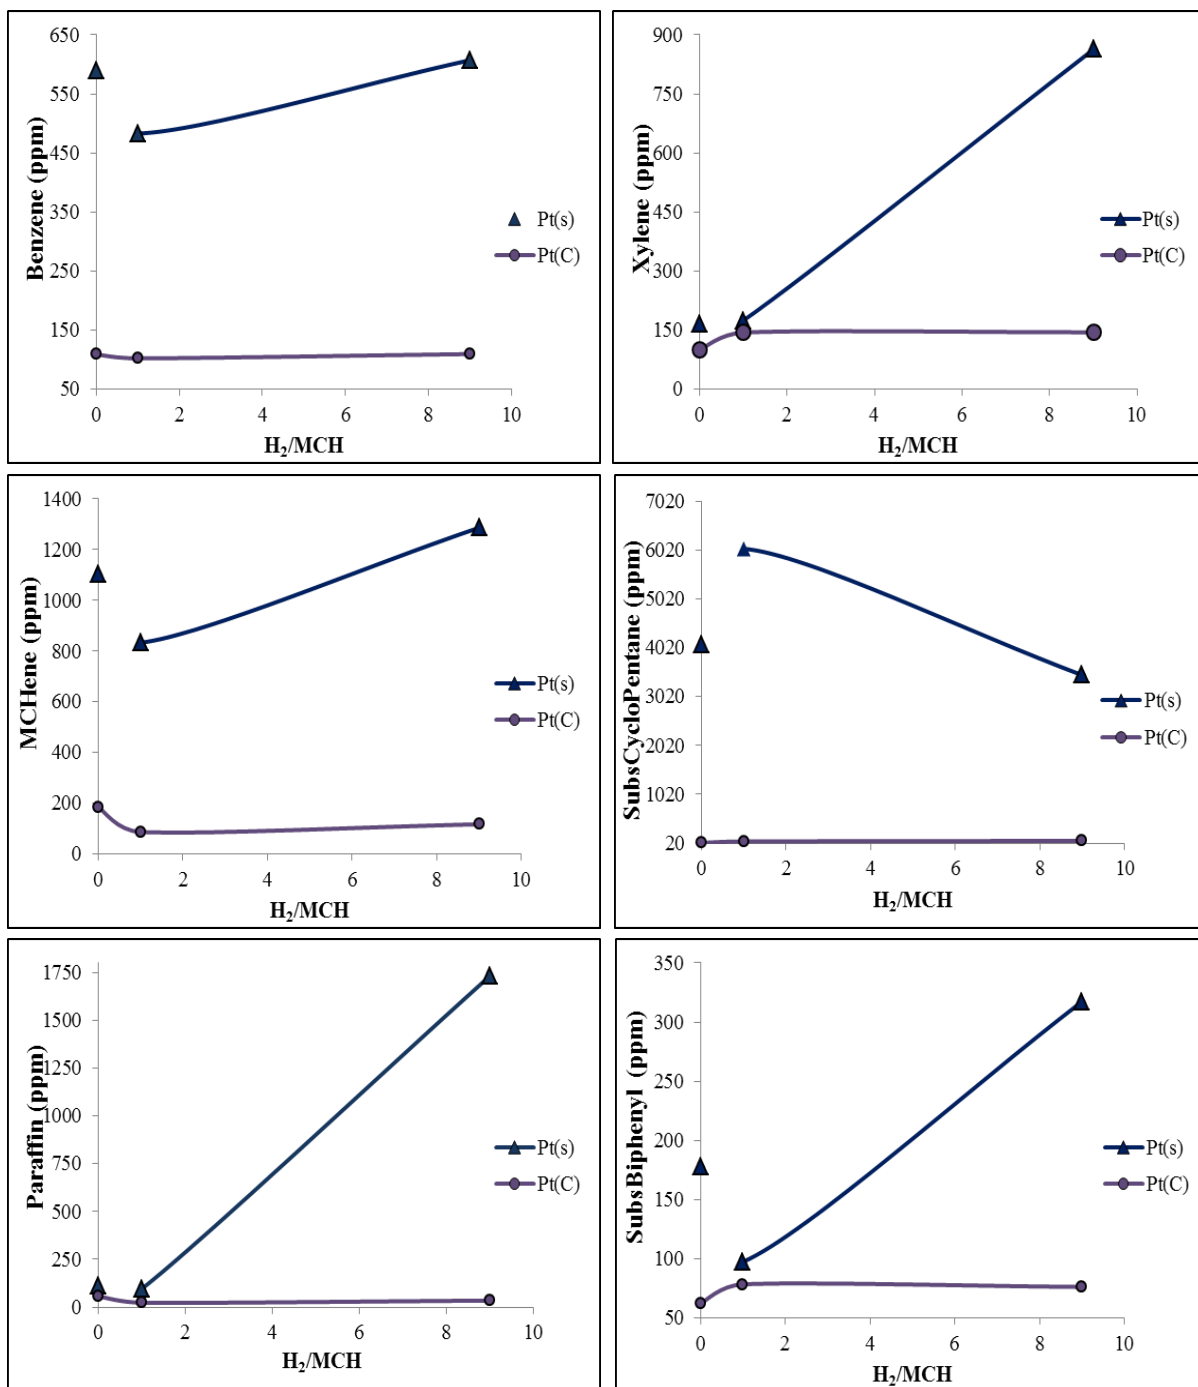 Benzene (ppm)
650
550
450
350
250
150
50
0 2 4 6 8 10
H₂/MCH
Pt(s)
Pt(C)
Xylene (ppm)
900
750
600
450
300
150
0
0 2 4 6 8 10
H₂/MCH
Pt(s)
Pt(C)
MCHene (ppm)
1400
1200
1000
800
600
400
200
0
0 2 4 6 8 10
H₂/MCH
Pt(s)
Pt(C)
SubsCycloPentane (ppm)
7020
6020
5020
4020
3020
2020
1020
20
0 2 4 6 8 10
H₂/MCH
Pt(s)
Pt(C)
Paraffin (ppm)
1750
1500
1250
1000
750
500
250
0
0 2 4 6 8 10
H₂/MCH
Pt(s)
Pt(C)
SubsBiphenyl (ppm)
350
300
250
200
150
100
50
0 2 4 6 8 10
H₂/MCH
Pt(s)
Pt(C)